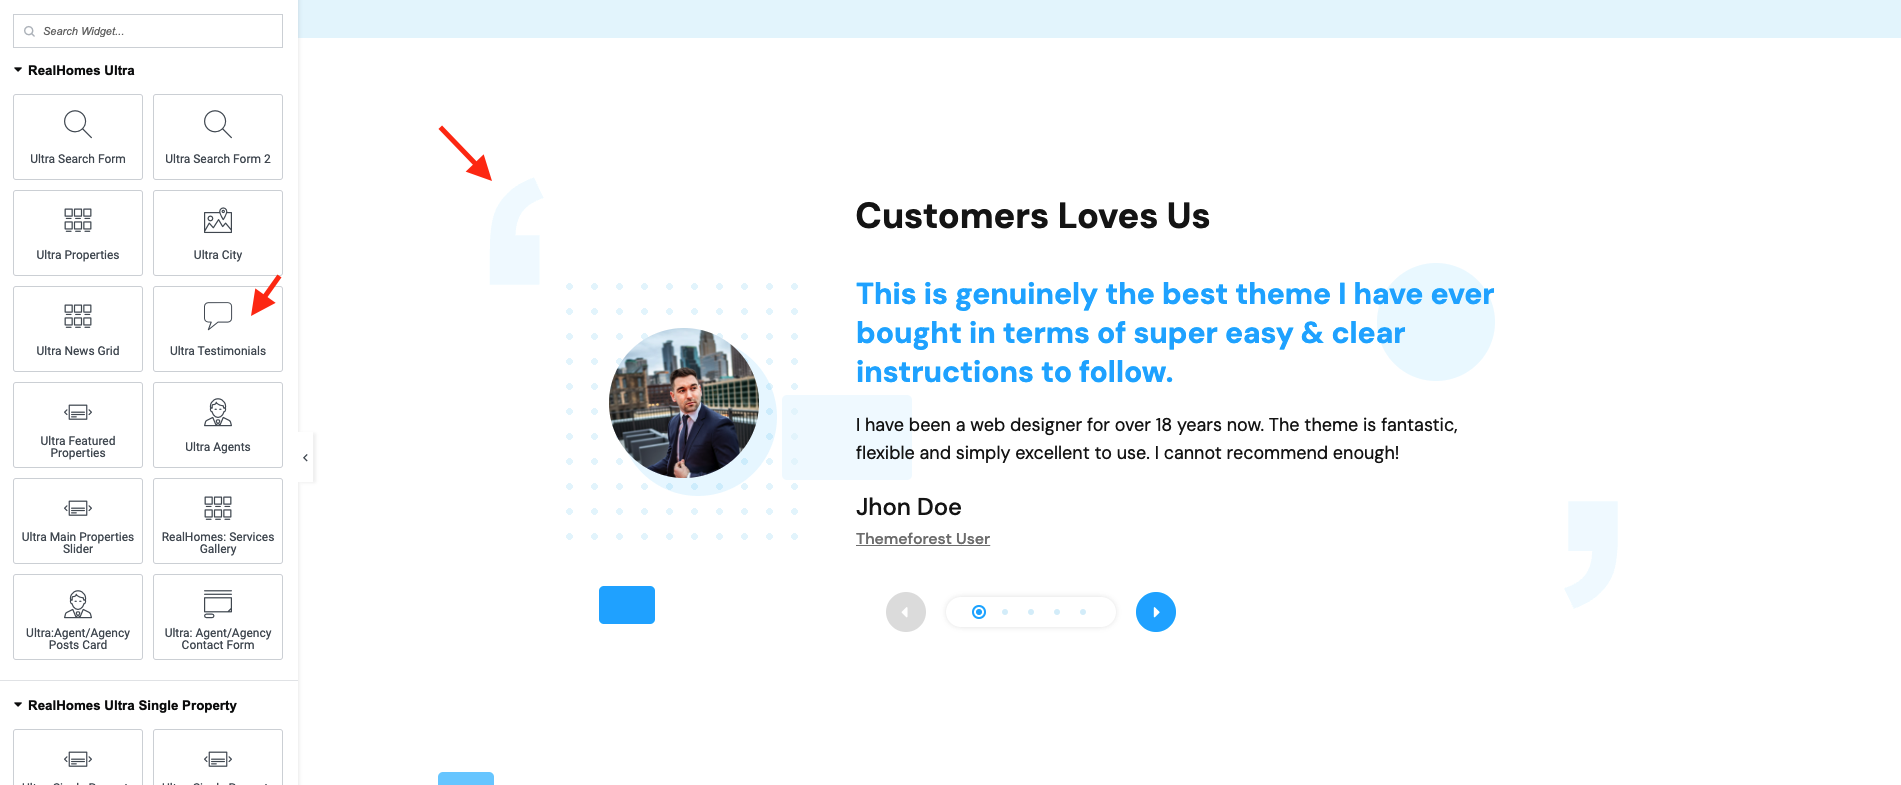 Search Widget...
RealHomes Ultra
Ultra Search Form
Ultra Search Form 2
Ultra Properties
Ultra City
Ultra News Grid
Ultra Testimonials
Ultra Featured
Properties
Ultra Agents
Ultra Main Properties
Slider
RealHomes: Services
Gallery
Ultra:Agent/Agency
Posts Card
Ultra: Agent/Agency
Contact Form
RealHomes Ultra Single Property
Customers Loves Us
This is genuinely the best theme I have ever
bought in terms of super easy & clear
instructions to follow.
I have been a web designer for over 18 years now. The theme is fantastic,
flexible and simply excellent to use. I cannot recommend enough!
Jhon Doe
Themeforest User